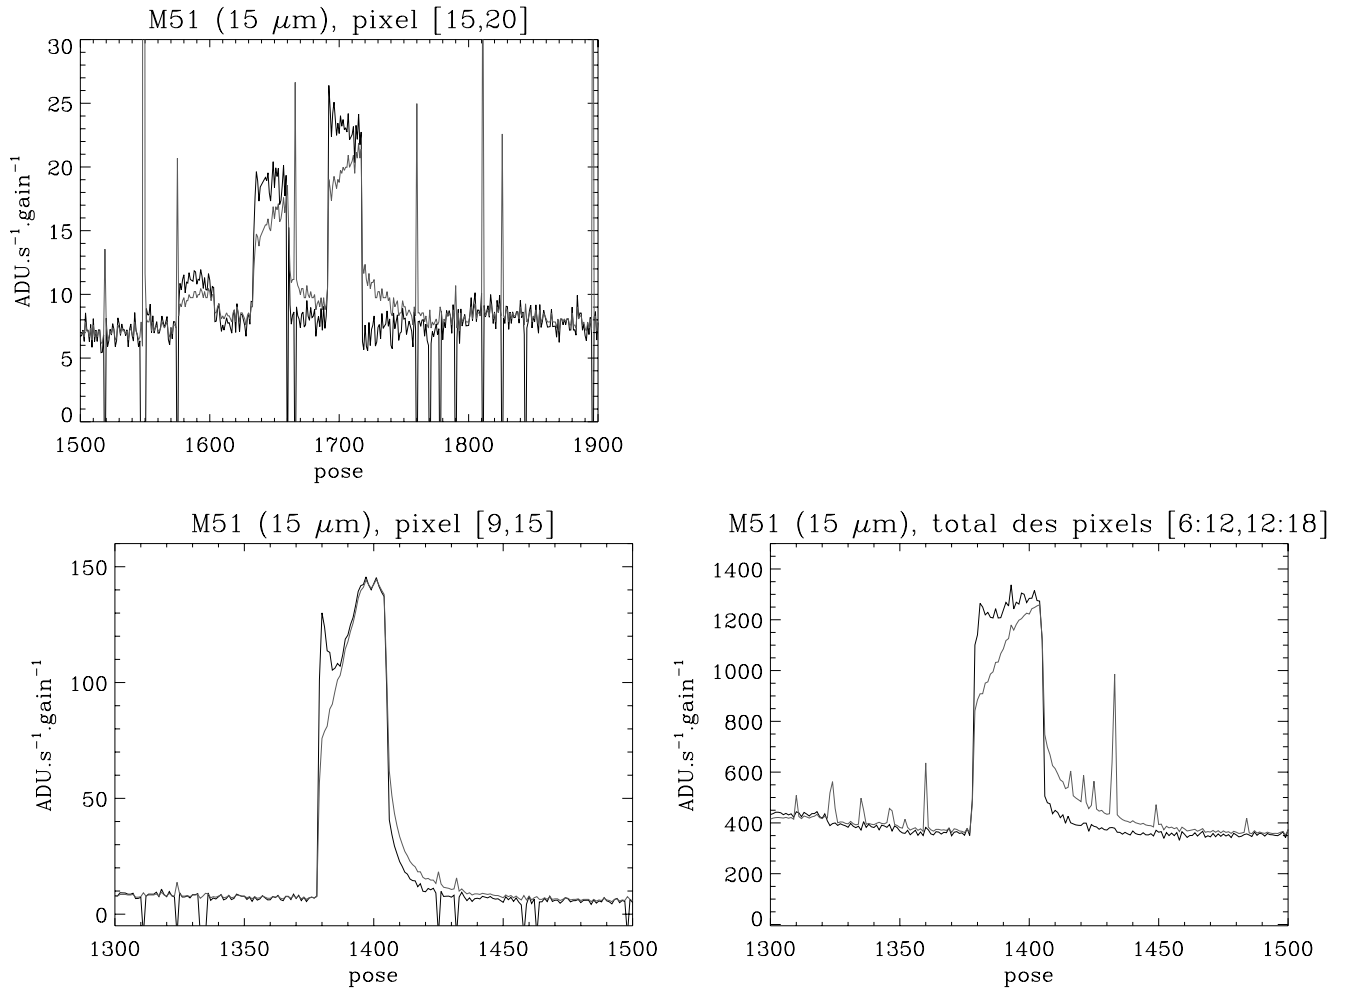 M51 (15 μm), pixel [15,20]
ADU.s⁻¹.gain⁻¹
30
25
20
15
10
5
0
1500 1600 1700 1800 1900
pose
M51 (15 μm), pixel [9,15]
ADU.s⁻¹.gain⁻¹
150
100
50
0
1300 1350 1400 1450 1500
pose
M51 (15 μm), total des pixels [6:12,12:18]
ADU.s⁻¹.gain⁻¹
1400
1200
1000
800
600
400
200
0
1300 1350 1400 1450 1500
pose